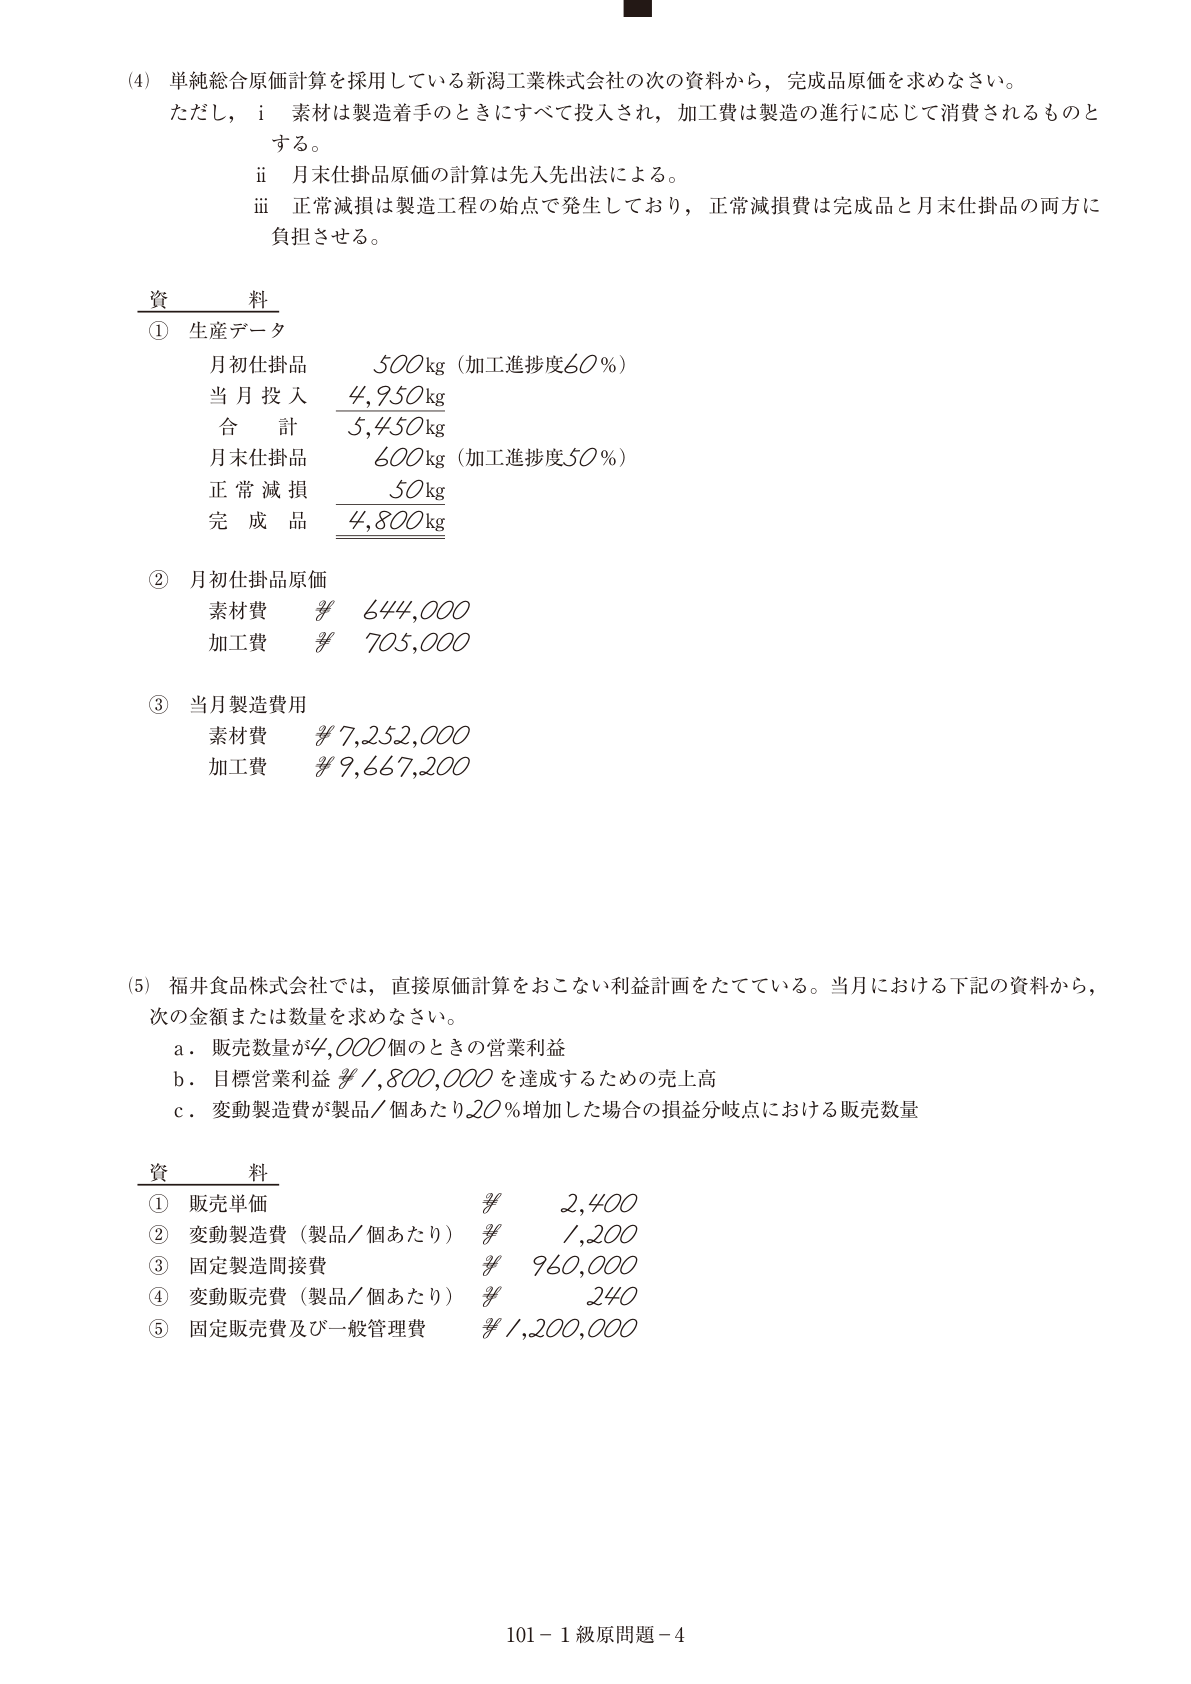 ⑷ 単純総合原価計算を採用している新潟工業株式会社の次の資料から，完成品原価を求めなさい。
ただし， ⅰ 素材は製造着手のときにすべて投入され，加工費は製造の進行に応じて消費されるものと
する。
ⅱ 月末仕掛品原価の計算は先入先出法による。
ⅲ 正常減損は製造工程の始点で発生しており，正常減損費は完成品と月末仕掛品の両方に
負担させる。
資 料
① 生産データ
月初仕掛品 500kg（加工進捗度60％）
当月投入 4,950kg
合 計 5,450kg
月末仕掛品 600kg（加工進捗度50％）
正常減損 50kg
完成品 4,800kg
② 月初仕掛品原価
素材費 ¥ 644,000
加工費 ¥ 705,000
③ 当月製造費用
素材費 ¥7,252,000
加工費 ¥9,667,200
⑸ 福井食品株式会社では，直接原価計算をおこない利益計画をたてている。当月における下記の資料から，
次の金額または数量を求めなさい。
ａ．販売数量が4,000個のときの営業利益
ｂ．目標営業利益¥1,800,000を達成するための売上高
ｃ．変動製造費が製品/個あたり20％増加した場合の損益分岐点における販売数量
資 料
① 販売単価 ¥ 2,400
② 変動製造費（製品/個あたり） ¥ 1,200
③ 固定製造間接費 ¥ 960,000
④ 変動販売費（製品/個あたり） ¥ 240
⑤ 固定販売費及び一般管理費 ¥1,200,000
101－１級原問題－4